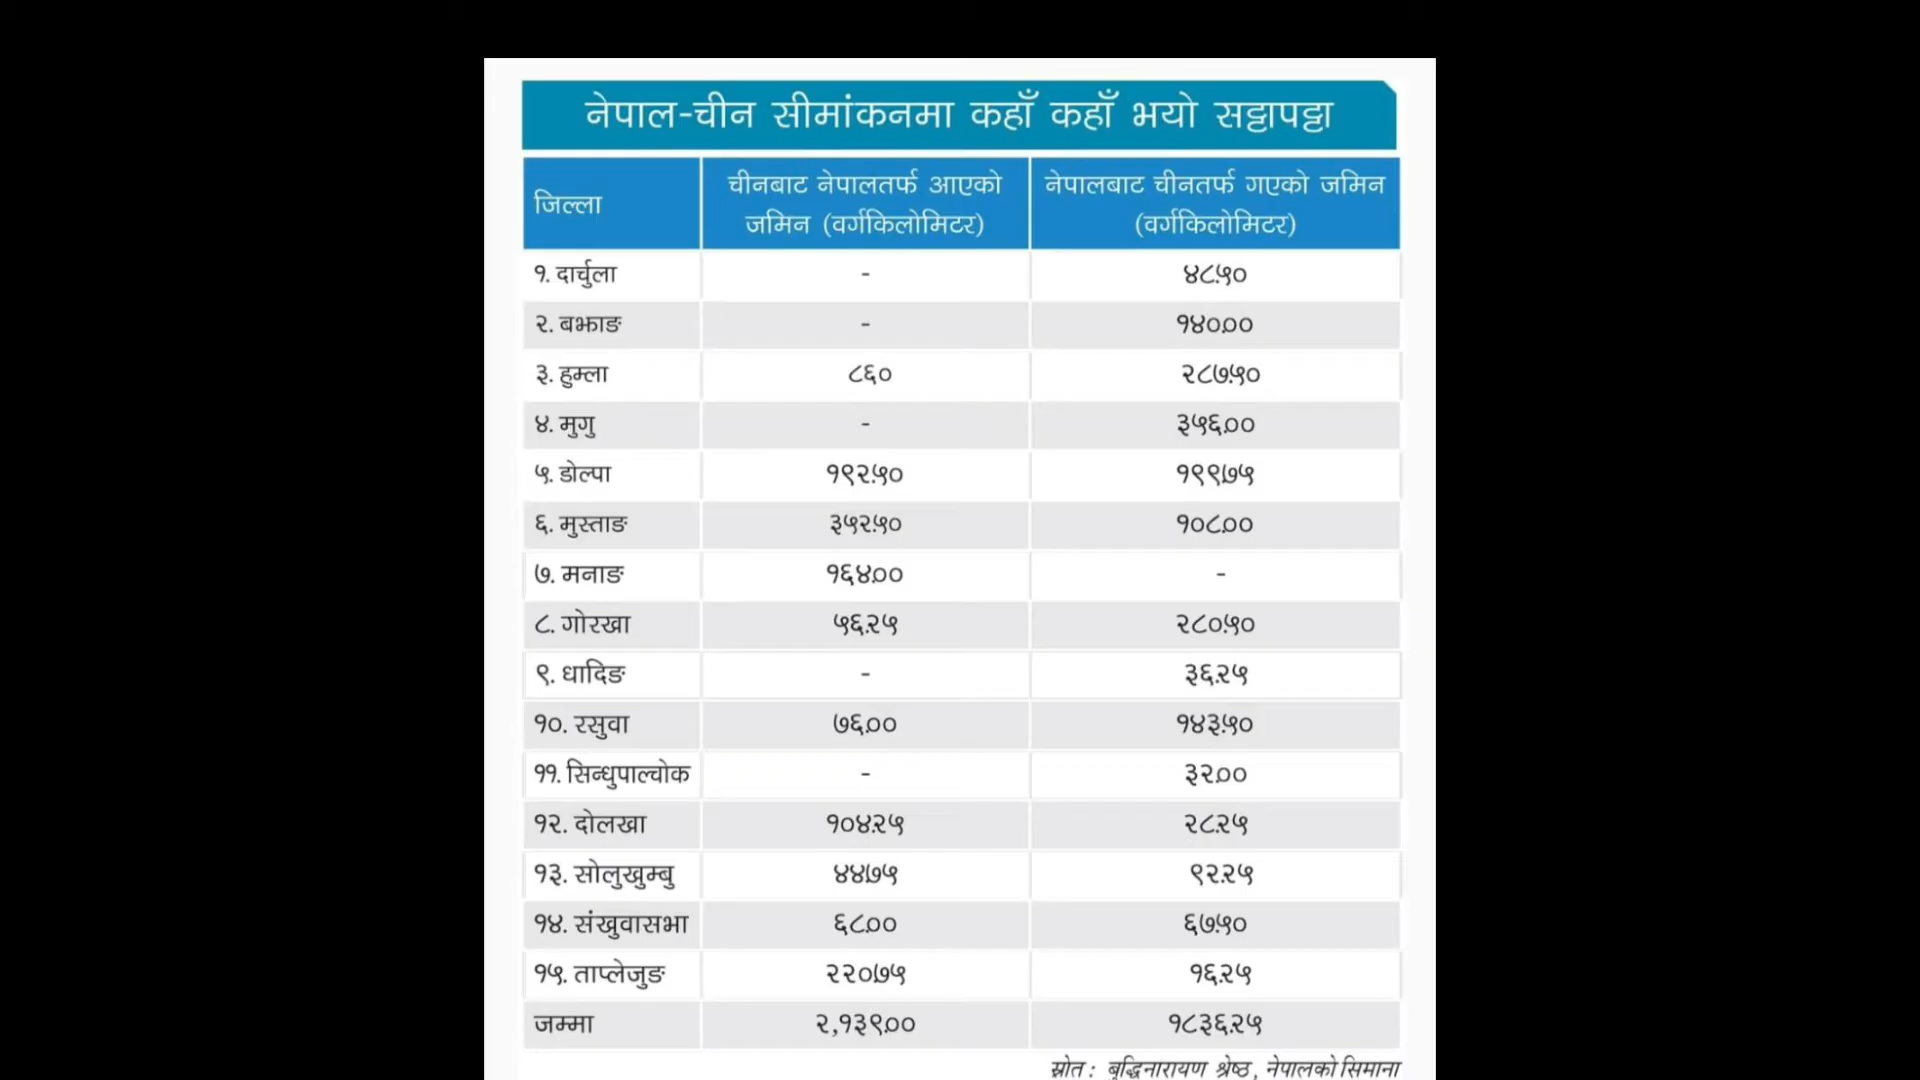 नेपाल-चीन सीमांकनमा कहाँ कहाँ भयो सट्टापट्टा
जिल्ला चीनबाट नेपालतर्फ आएको जमिन (वर्गकिलोमिटर) नेपालबाट चीनतर्फ गएको जमिन (वर्गकिलोमिटर)
१. दार्चुला - ४८.५०
२. बझाङ - १४०.००
३. हुम्ला ८६० २८७.५०
४. मुगु - ३५६.००
५. डोल्पा १९२.५० १९९.७५
६. मुस्ताङ ३५२.५० १०८.००
७. मनाङ १६४.०० -
८. गोरखा ५६.२५ २८०.५०
९. धादिङ - ३६.२५
१०. रसुवा ७६.०० १४३.५०
११. सिन्धुपाल्चोक - ३२.००
१२. दोलखा १०४.२५ २८.२५
१३. सोलुखुम्बु ४४.७५ ९२.२५
१४. संखुवासभा ६८.०० ६७.५०
१५. ताप्लेजुङ २२०.७५ १६.२५
जम्मा २,१३९.०० १८३६.२५
स्रोत : बुद्धिनारायण श्रेष्ठ, नेपालको सिमाना